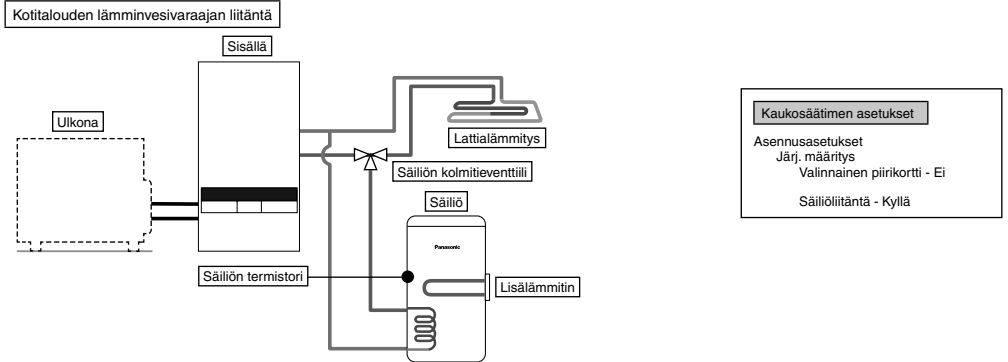 Kotitalouden lämminvesivaraajan liitäntä
Sisällä
Ulkona
Lattialämmitys
Säiliön kolmitieventtiili
Säiliö
Panasonic
Säiliön termistori
Lisälämmitin
Kaukosäätimen asetukset
Asennusasetukset
Järj. määritys
Valinnainen piirikortti - Ei
Säiliöliitäntä - Kyllä